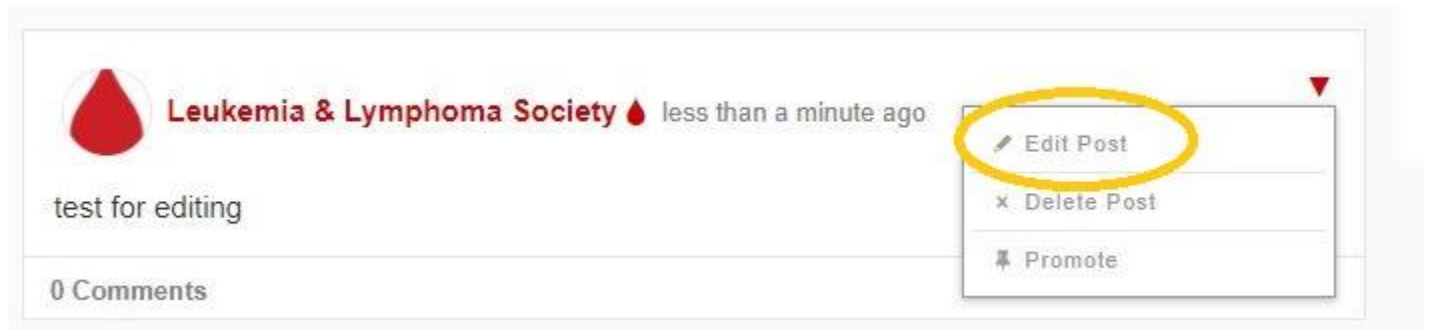 Leukemia & Lymphoma Society less than a minute ago
Edit Post
test for editing
Delete Post
Promote
0 Comments